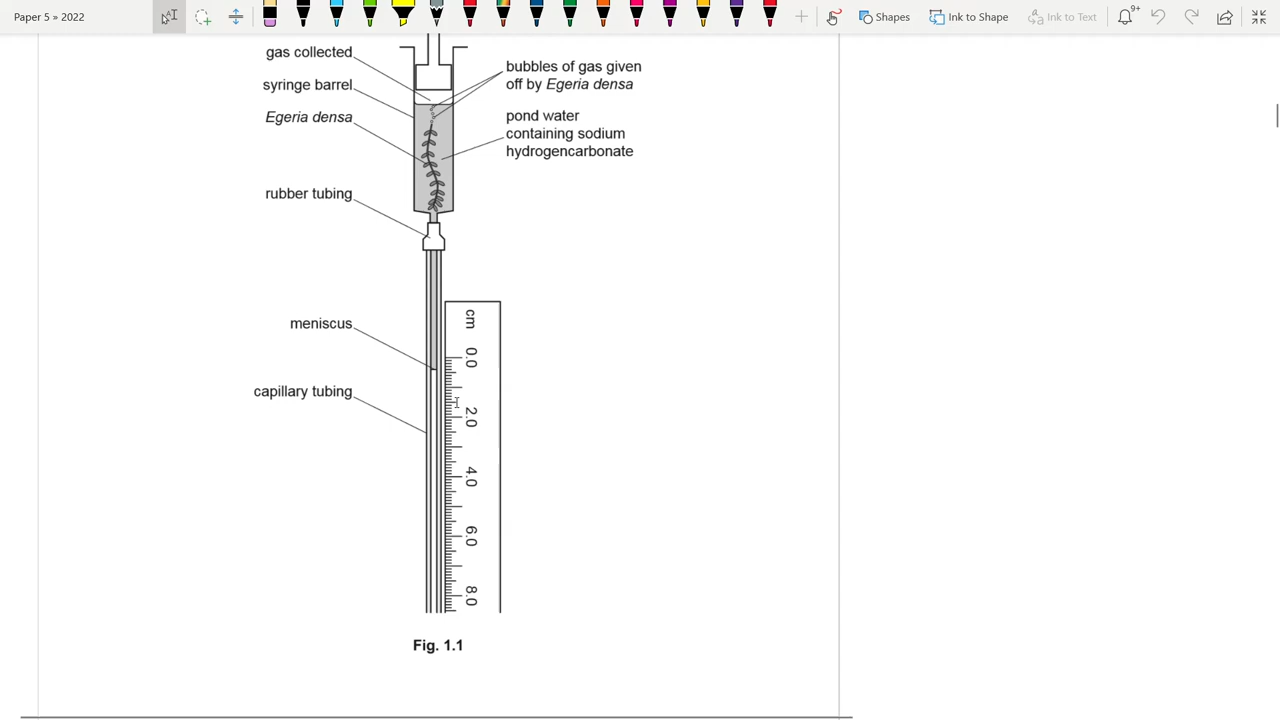 Paper 5 » 2022
Shapes
Ink to Shape
Ink to Text
9+
gas collected
syringe barrel
Egeria densa
rubber tubing
meniscus
capillary tubing
bubbles of gas given
off by Egeria densa
pond water
containing sodium
hydrogencarbonate
cm
0.0
2.0
4.0
6.0
8.0
Fig. 1.1